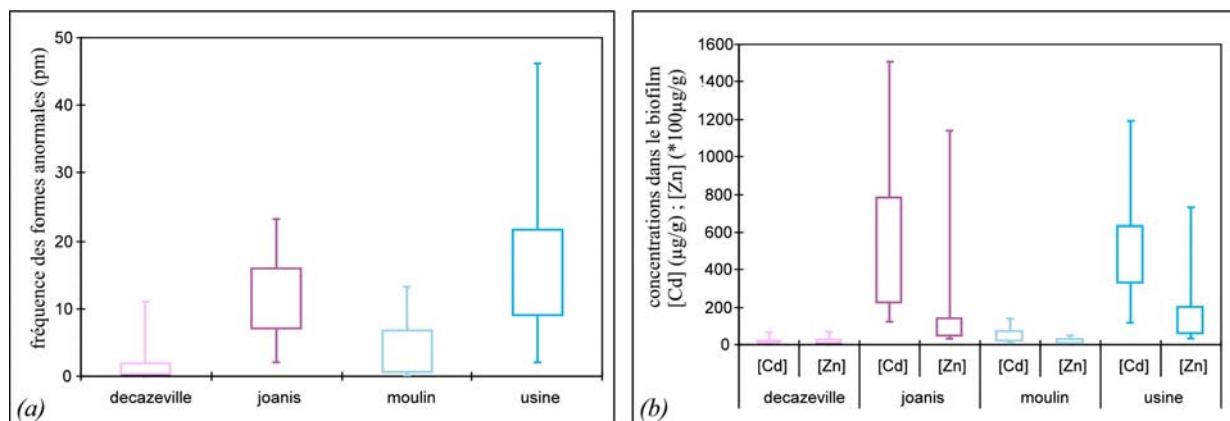 fréquence des formes anormales (pm)
50
40
30
20
10
0
decazeville joanis moulin usine
(a)
concentrations dans le biofilm
[Cd] (µg/g) ; [Zn] (*100µg/g)
1600
1400
1200
1000
800
600
400
200
0
[Cd] [Zn] [Cd] [Zn] [Cd] [Zn] [Cd] [Zn]
decazeville joanis moulin usine
(b)